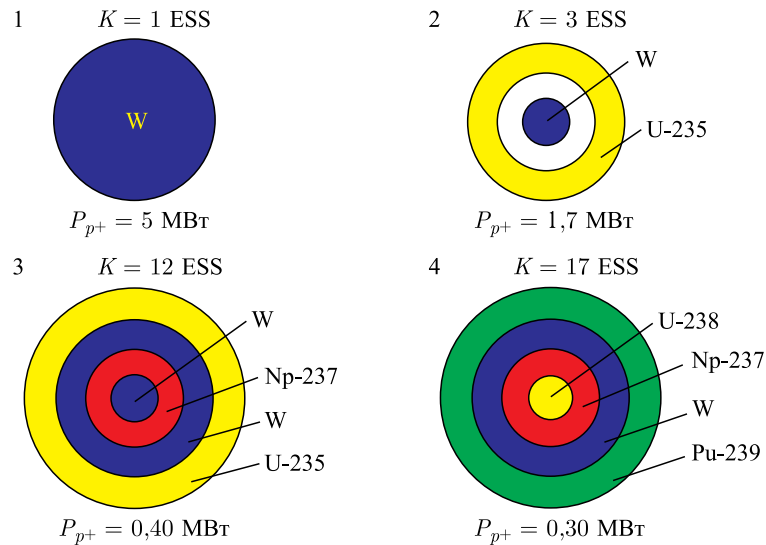 1
K = 1 ESS
W
P_{p+} = 5 МВт
2
K = 3 ESS
W
U-235
P_{p+} = 1,7 МВт
3
K = 12 ESS
W
Np-237
W
U-235
P_{p+} = 0,40 МВт
4
K = 17 ESS
U-238
Np-237
W
Pu-239
P_{p+} = 0,30 МВт